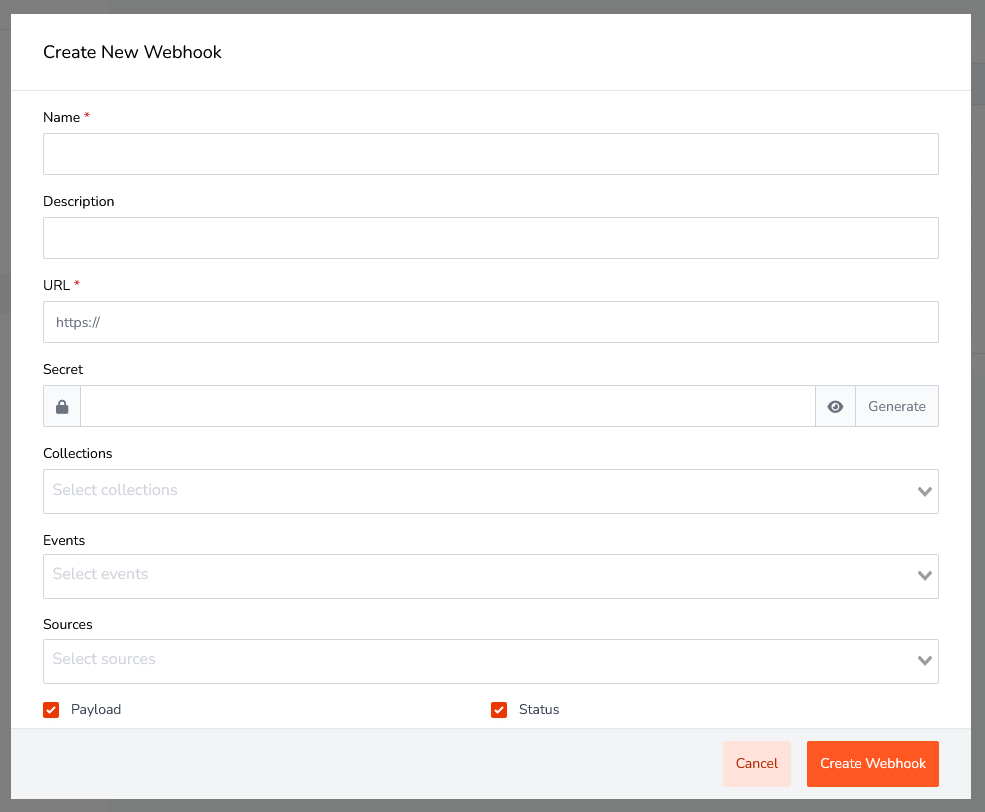 Create New Webhook
Name *
Description
URL *
https://
Secret
Generate
Collections
Select collections
Events
Select events
Sources
Select sources
Payload
Status
Cancel
Create Webhook